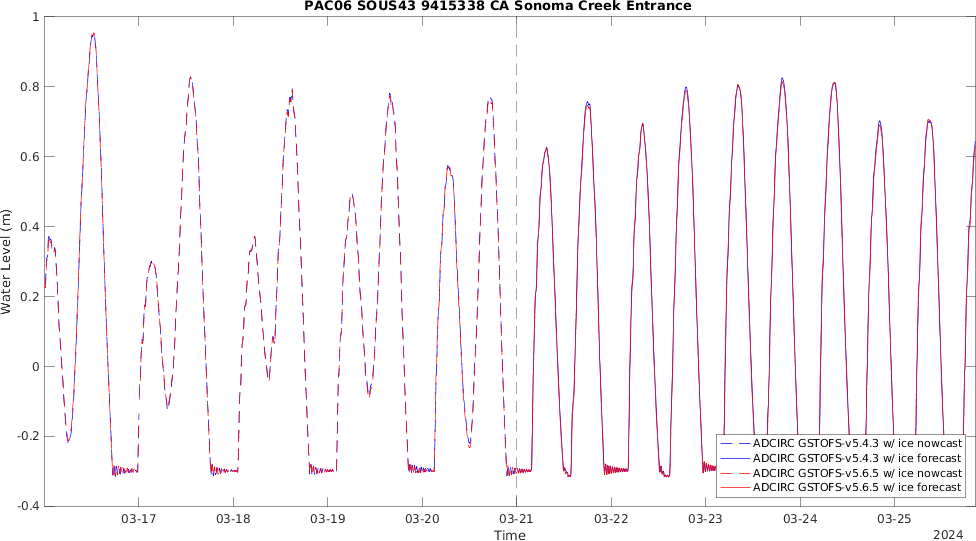 PAC06 SOUS43 9415338 CA Sonoma Creek Entrance
Water Level (m)
1
0.8
0.6
0.4
0.2
0
-0.2
-0.4
ADCIRC GSTOFS-v5.4.3 w/ ice nowcast
ADCIRC GSTOFS-v5.4.3 w/ ice forecast
ADCIRC GSTOFS-v5.6.5 w/ ice nowcast
ADCIRC GSTOFS-v5.6.5 w/ ice forecast
03-17 03-18 03-19 03-20 03-21 03-22 03-23 03-24 03-25
Time
2024